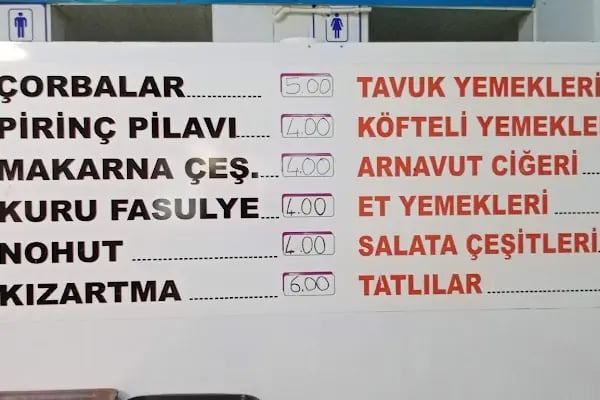 ÇORBALAR........................ 5.00
PİRİNÇ PİLAVI...... 4.00
MAKARNA ÇEŞ..... 4.00
KURU FASULYE.... 4.00
NOHUT ........................ 4.00
KIZARTMA ................ 6.00
TAVUK YEMEKLERİ
KÖFTELİ YEMEKLE
ARNAVUT CİĞERİ ...
ET YEMEKLERİ .........
SALATA ÇEŞİTLERİ..
TATLILAR........................